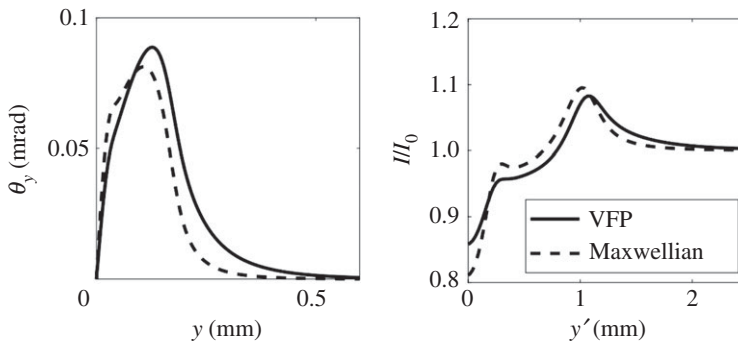 0.1
0.05
θy (mrad)
0
0.5
y (mm)
1.2
1.1
1.0
0.9
0.8
I/I0
VFP
Maxwellian
0
1
2
y′ (mm)